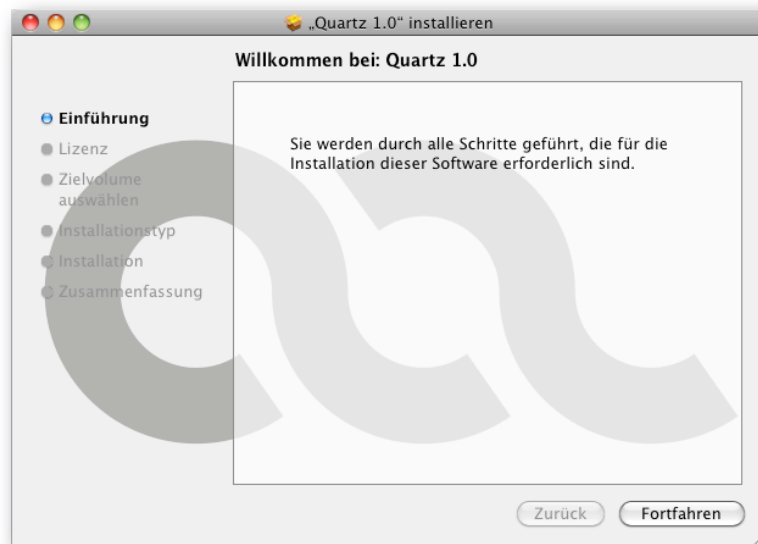 „Quartz 1.0“ installieren
Willkommen bei: Quartz 1.0
Einführung
Lizenz
Zielvolume
auswählen
Installationstyp
Installation
Zusammenfassung
Sie werden durch alle Schritte geführt, die für die
Installation dieser Software erforderlich sind.
Zurück
Fortfahren